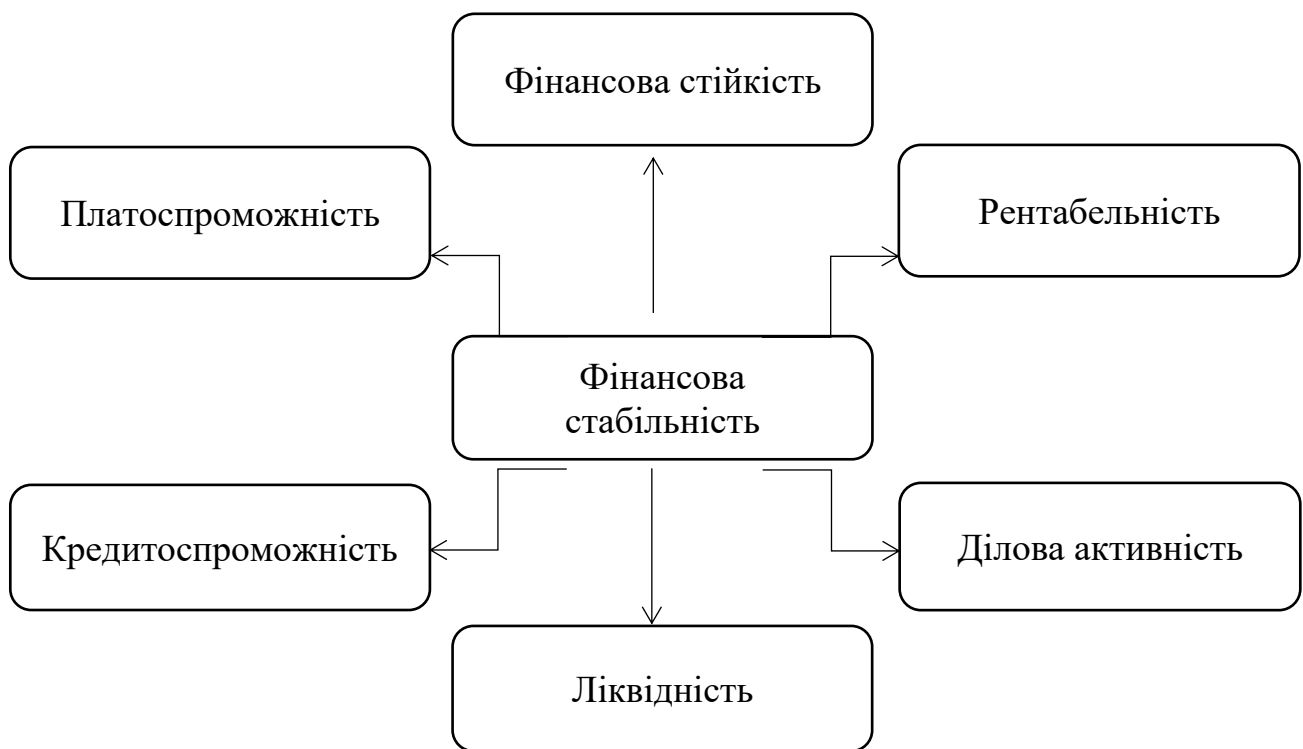 Фінансова стійкість
Платоспроможність
Рентабельність
Фінансова
стабільність
Кредитоспроможність
Ділова активність
Ліквідність